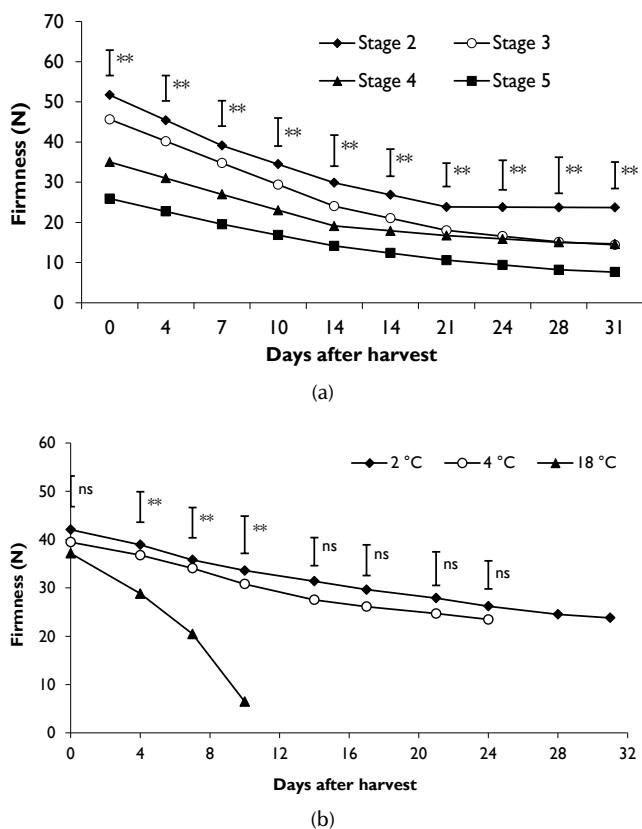 70
60
50
40
30
20
10
0
Firmness (N)
Stage 2
Stage 3
Stage 4
Stage 5
** ** ** ** ** ** ** ** ** **
0 4 7 10 14 14 21 24 28 31
Days after harvest
(a)
60
50
40
30
20
10
0
Firmness (N)
2 °C
4 °C
18 °C
ns ** ** ** ns ns ns ns
0 4 8 12 16 20 24 28 32
Days after harvest
(b)